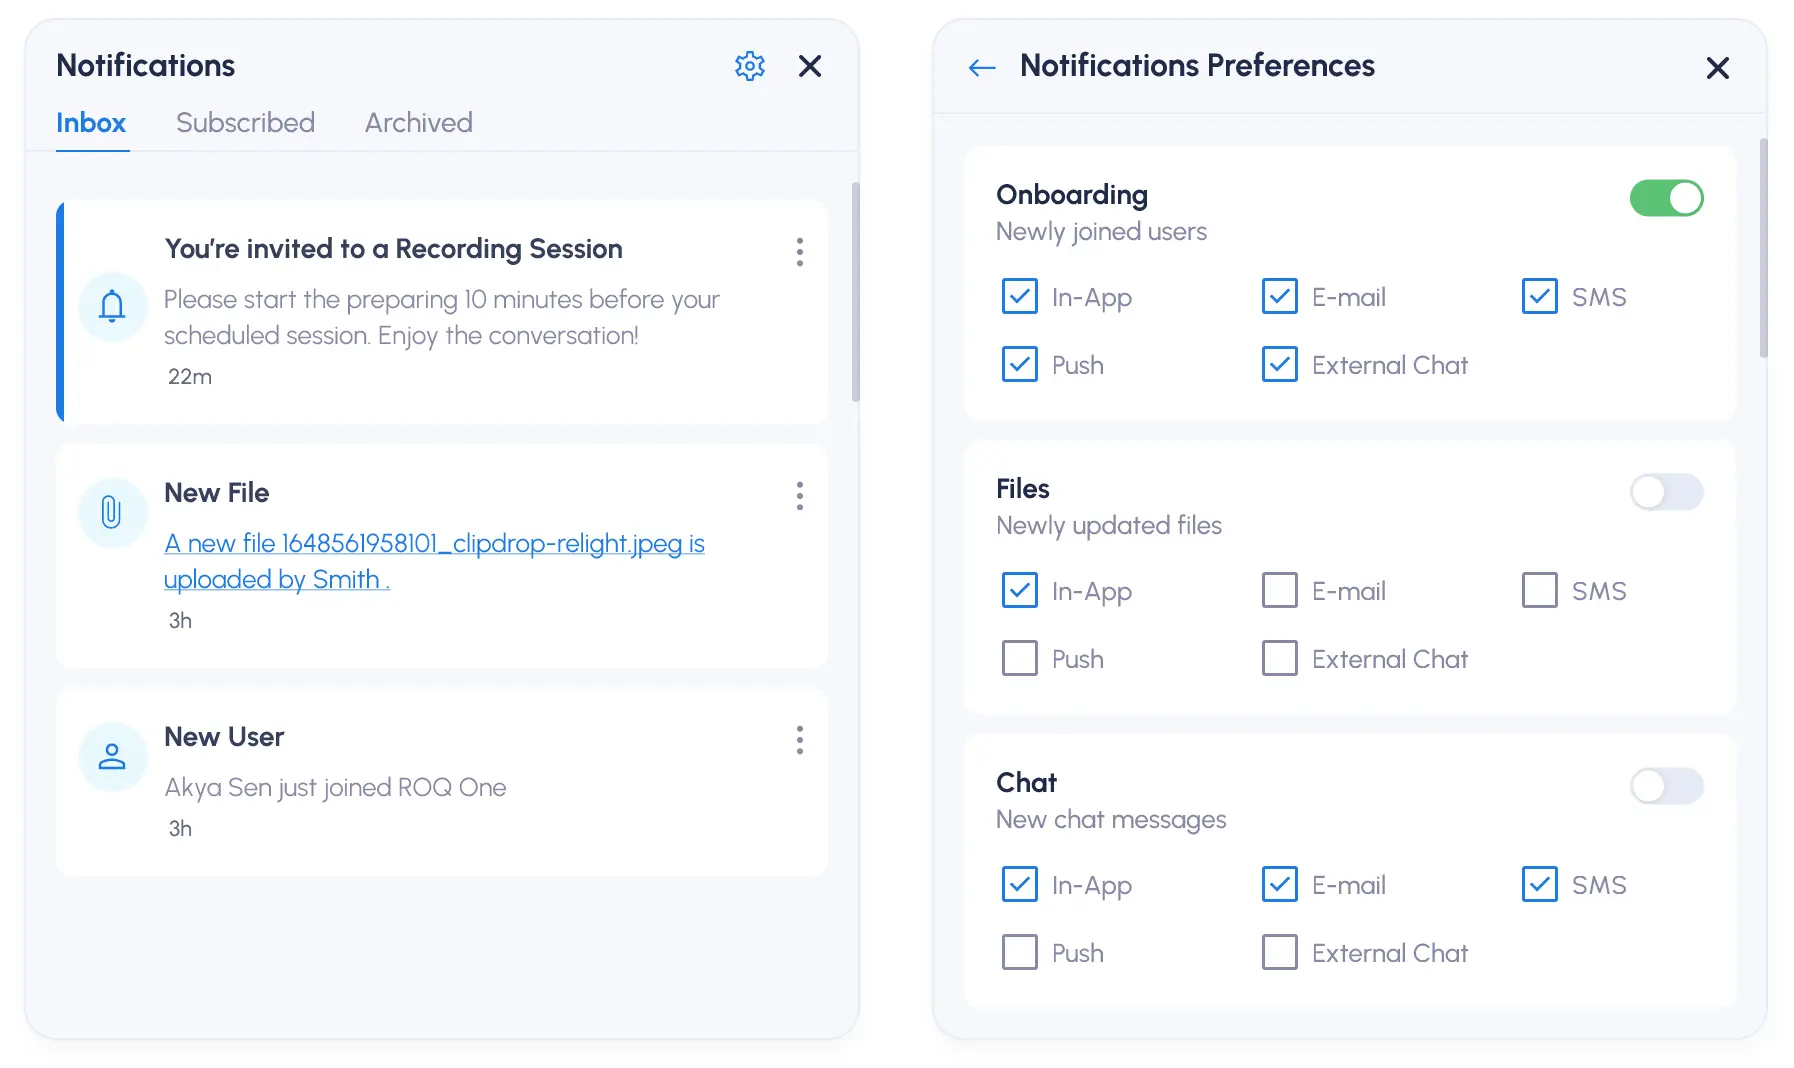 Notifications
Inbox
Subscribed
Archived
You're invited to a Recording Session
Please start the preparing 10 minutes before your
scheduled session. Enjoy the conversation!
22m
New File
A new file 1648561958101_clipdrop-relight.jpeg is
uploaded by Smith .
3h
New User
Akya Sen just joined ROQ One
3h
Notifications Preferences
Onboarding
Newly joined users
In-App
E-mail
SMS
Push
External Chat
Files
Newly updated files
In-App
E-mail
SMS
Push
External Chat
Chat
New chat messages
In-App
E-mail
SMS
Push
External Chat